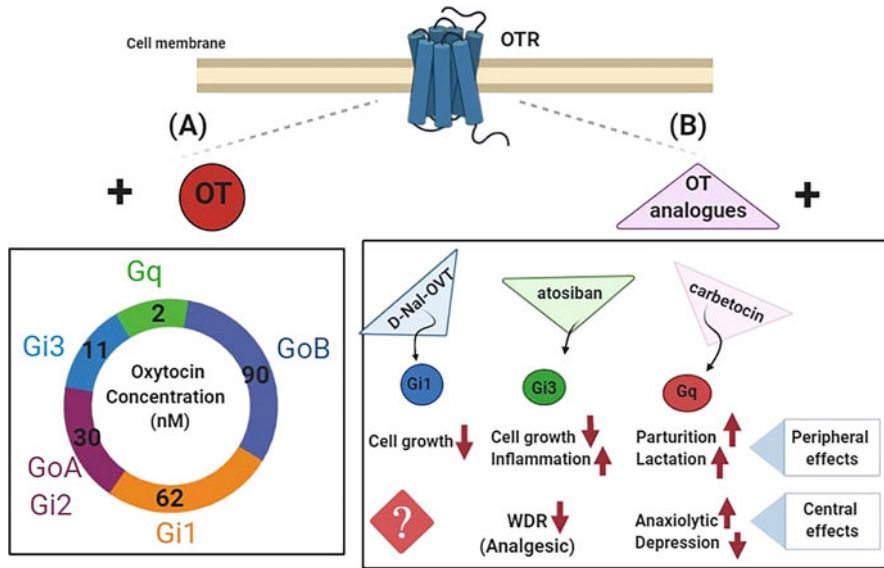 Cell membrane
OTR
(A)
(B)
+
OT
OT
analogues
+
Gq
2
Gi3
11
GoB
90
Oxytocin
Concentration
(nM)
30
GoA
Gi2
62
Gi1
D-Nal-OVT
atosiban
carbetocin
Gi1
Gi3
Gq
Cell growth
Cell growth
Inflammation
Parturition
Lactation
Peripheral
effects
?
WDR
(Analgesic)
Anaxiolytic
Depression
Central
effects